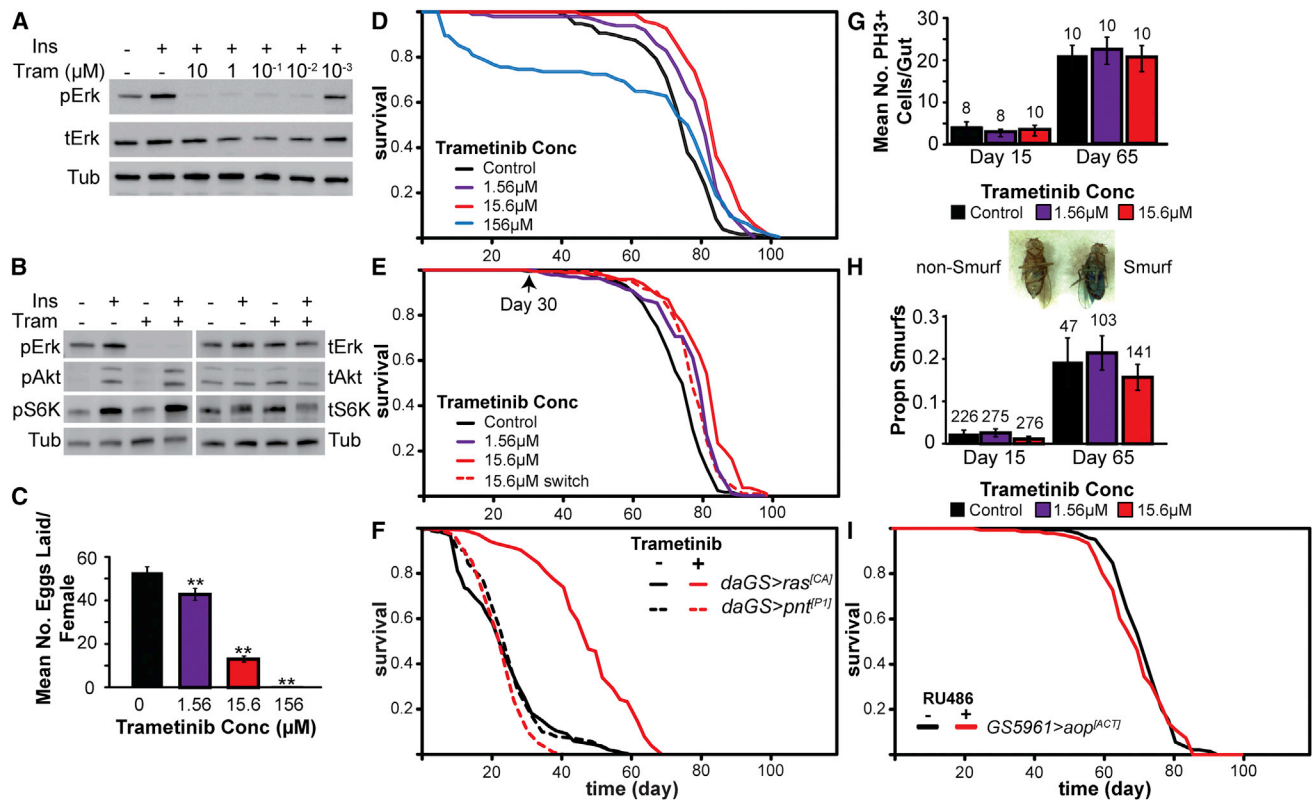 A
Ins - + + + + + +
Tram (µM) - - 10 1 10-1 10-2 10-3
pErk
tErk
Tub
B
Ins - + - + - + - +
Tram - - + + - - + +
pErk tErk
pAkt tAkt
pS6K tS6K
Tub Tub
C
Mean No. Eggs Laid/
Female
60
40
20
0
**
**
**
0 1.56 15.6 156
Trametinib Conc (µM)
D
survival
0.8
0.6
0.4
0.2
Trametinib Conc
Control
1.56µM
15.6µM
156µM
20 40 60 80 100
E
survival
0.8
0.6
0.4
0.2
Day 30
Trametinib Conc
Control
1.56µM
15.6µM
15.6µM switch
20 40 60 80 100
F
survival
0.8
0.6
0.4
0.2
Trametinib
- +
daGS>ras[CA]
daGS>pnt[P1]
20 40 60 80 100
time (day)
G
Mean No. PH3+
Cells/Gut
30
20
10
0
8 8 10 10 10 10
Day 15 Day 65
Trametinib Conc
Control 1.56µM 15.6µM
H
non-Smurf Smurf
Propn Smurfs
0.3
0.2
0.1
0
226 275 276 47 103 141
Day 15 Day 65
Trametinib Conc
Control 1.56µM 15.6µM
I
survival
0.8
0.6
0.4
0.2
RU486
- +
GS5961>aop[ACT]
20 40 60 80 100
time (day)